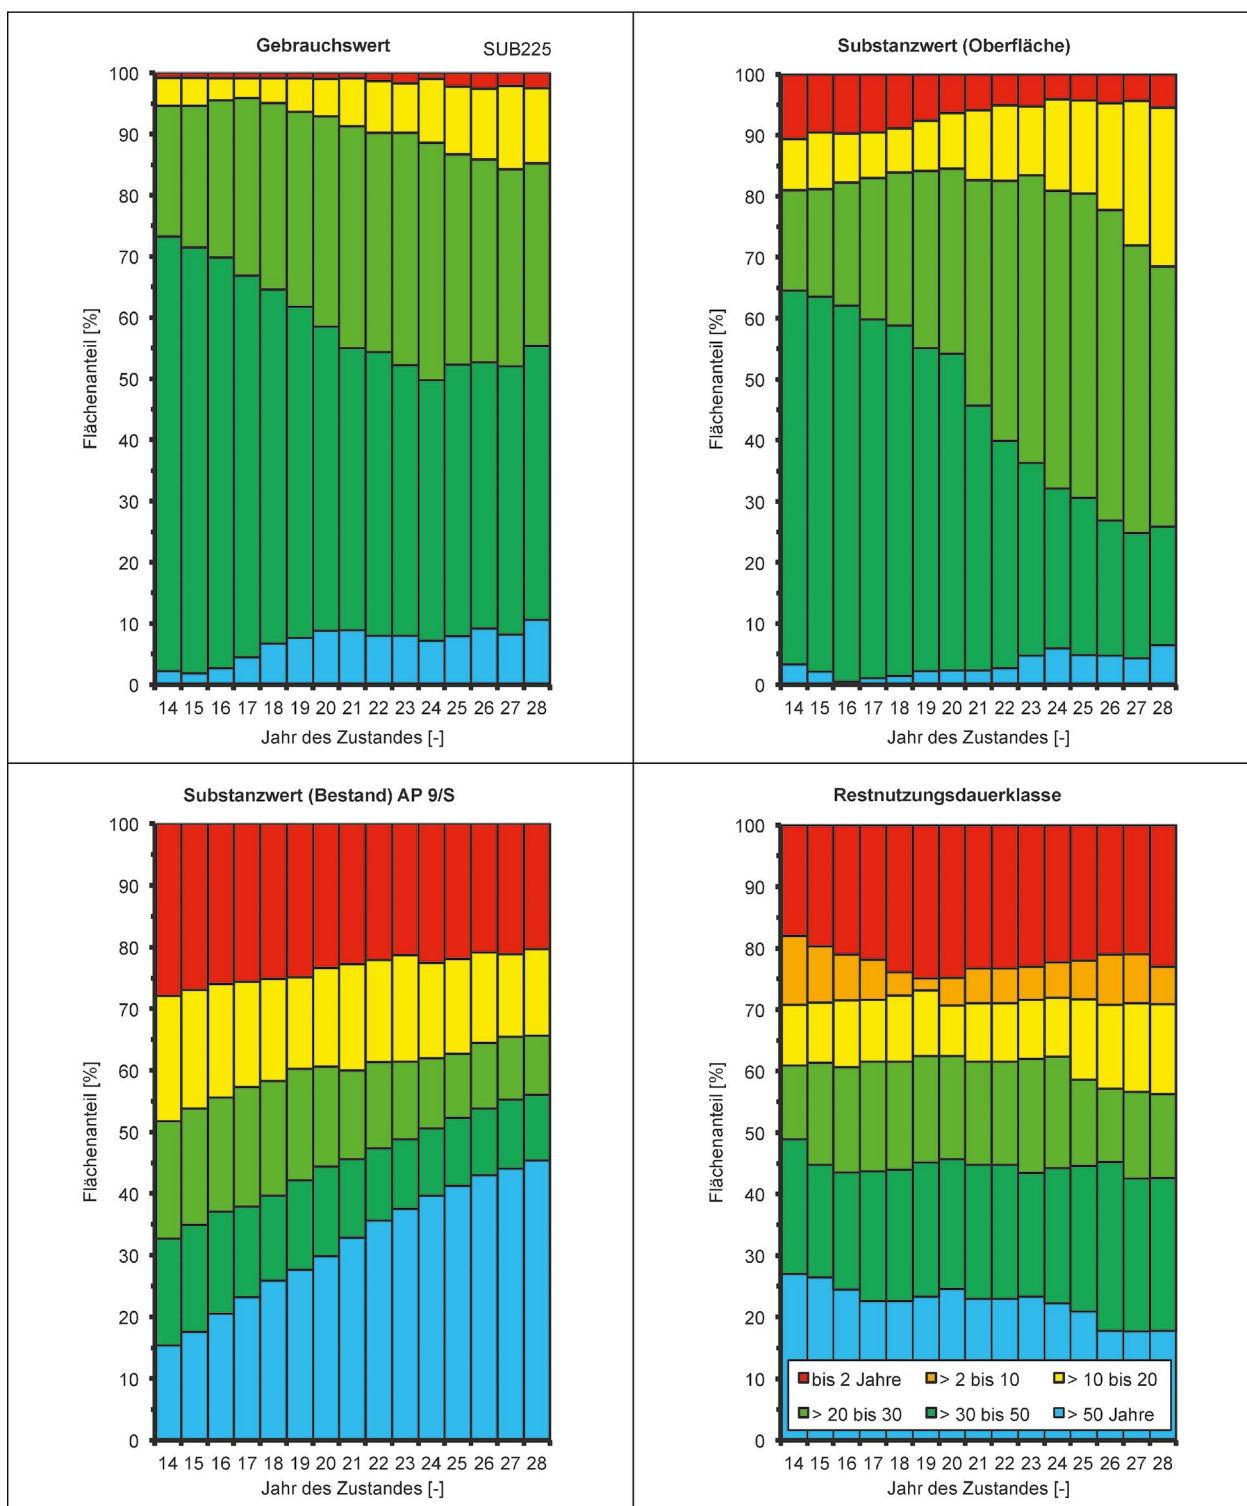 Gebrauchswert SUB225
Flächenanteil [%]
100
90
80
70
60
50
40
30
20
10
0
14 15 16 17 18 19 20 21 22 23 24 25 26 27 28
Jahr des Zustandes [-]
Substanzwert (Oberfläche)
Flächenanteil [%]
100
90
80
70
60
50
40
30
20
10
0
14 15 16 17 18 19 20 21 22 23 24 25 26 27 28
Jahr des Zustandes [-]
Substanzwert (Bestand) AP 9/S
Flächenanteil [%]
100
90
80
70
60
50
40
30
20
10
0
14 15 16 17 18 19 20 21 22 23 24 25 26 27 28
Jahr des Zustandes [-]
Restnutzungsdauerklasse
Flächenanteil [%]
100
90
80
70
60
50
40
30
20
10
0
bis 2 Jahre > 2 bis 10 > 10 bis 20
> 20 bis 30 > 30 bis 50 > 50 Jahre
14 15 16 17 18 19 20 21 22 23 24 25 26 27 28
Jahr des Zustandes [-]